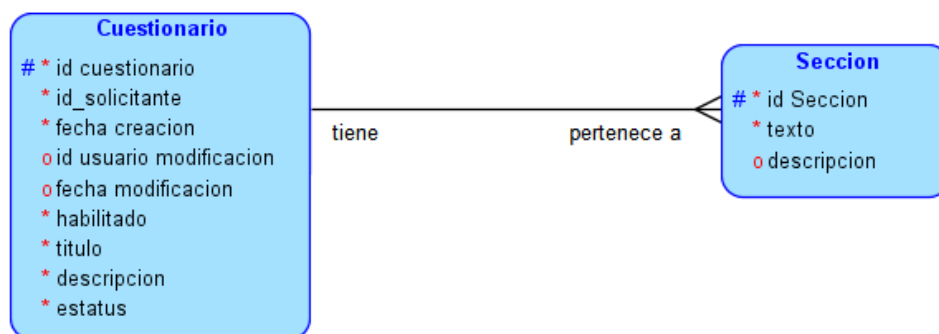 Cuestionario
# * id cuestionario
* id_solicitante
* fecha creacion
o id usuario modificacion
o fecha modificacion
* habilitado
* titulo
* descripcion
* estatus
tiene
pertenece a
Seccion
# * id Seccion
* texto
o descripcion